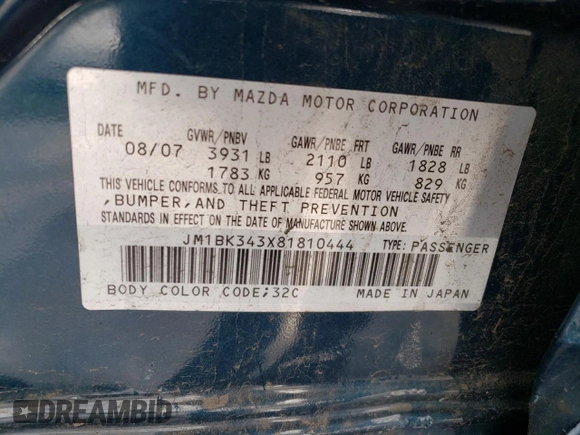 MFD. BY MAZDA MOTOR CORPORATION
DATE GVWR/PNBV GAWR/PNBE FRT GAWR/PNBE RR
08/07 3931 LB 2110 LB 1828 LB
1783 KG 957 KG 829 KG
THIS VEHICLE CONFORMS TO ALL APPLICABLE FEDERAL MOTOR VEHICLE SAFETY
,BUMPER,AND THEFT PREVENTION
STANDARDS IN EFFECT ON THE DATE OF MANUFACTURE SHOWN ABOVE.
JM1BK343X81810444 TYPE: PASSENGER
BODY COLOR CODE;32C MADE IN JAPAN
DREAMBID